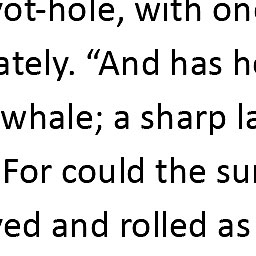 vot-hole, with one
ately. “And has he
whale; a sharp la
For could the sun
ved and rolled as